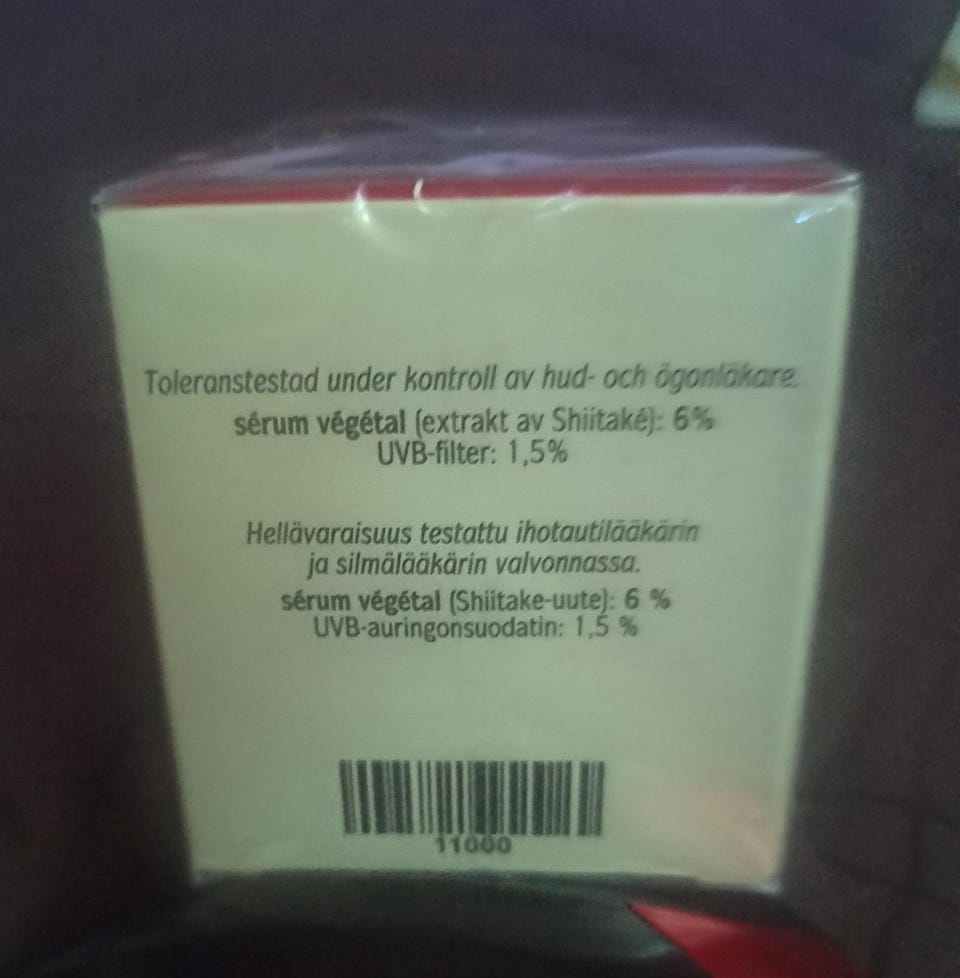 Toleranstestad under kontroll av hud- och ögonläkare.
sérum végétal (extrakt av Shiitaké): 6%
UVB-filter: 1,5%
Hellävaraisuus testattu ihotautilääkärin
ja silmälääkärin valvonnassa.
sérum végétal (Shiitake-uute): 6 %
UVB-auringonsuodatin: 1,5 %
11000